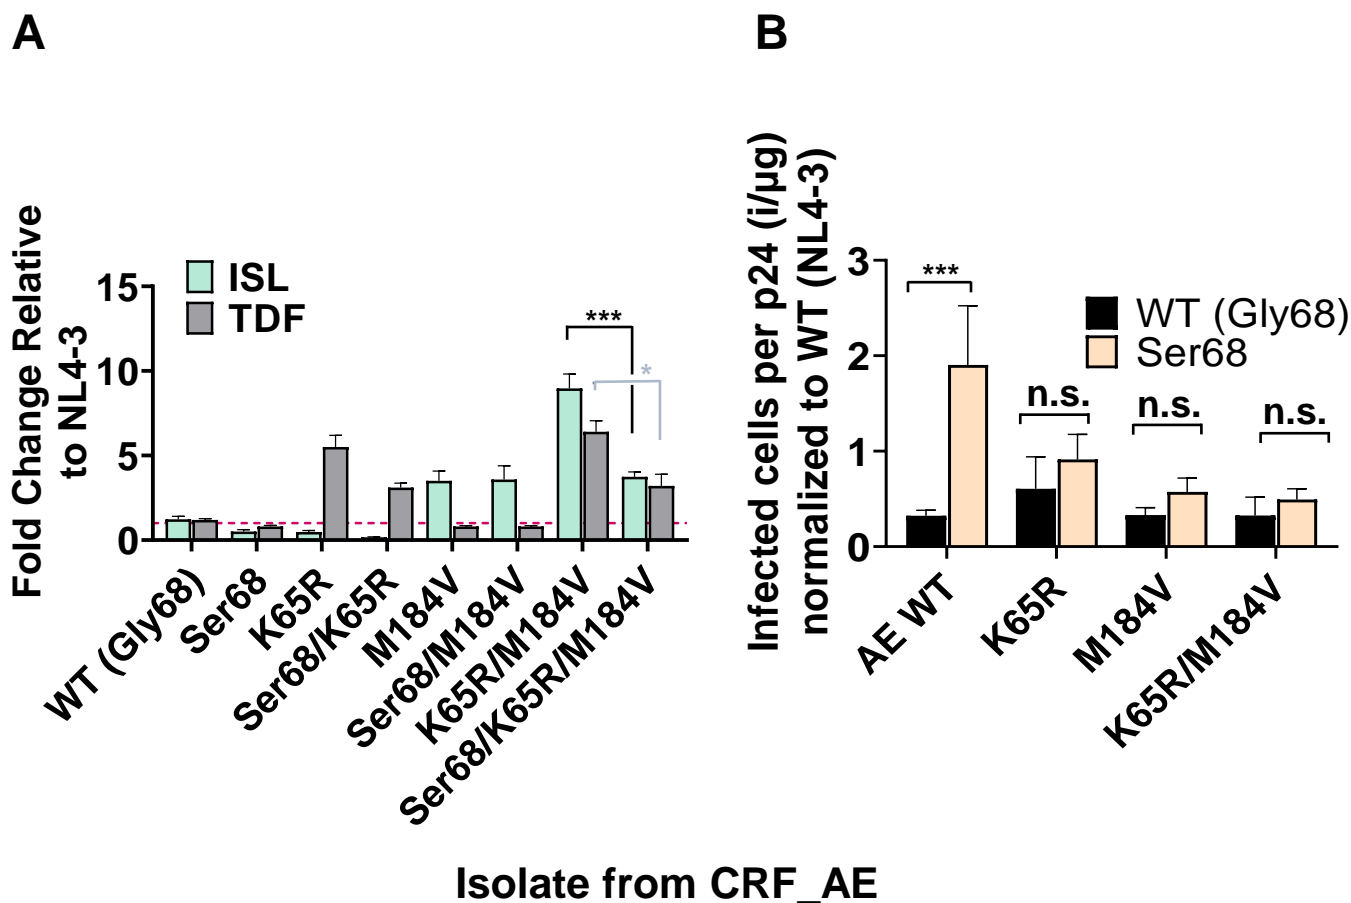 A
Fold Change Relative
to NL4-3
15
10
5
0
ISL
TDF
***
*
WT (Gly68)
Ser68
K65R
Ser68/K65R
M184V
Ser68/M184V
K65R/M184V
Ser68/K65R/M184V
B
Infected cells per p24 (i/µg)
normalized to WT (NL4-3)
3
2
1
0
***
n.s.
n.s.
n.s.
WT (Gly68)
Ser68
AE WT
K65R
M184V
K65R/M184V
Isolate from CRF_AE